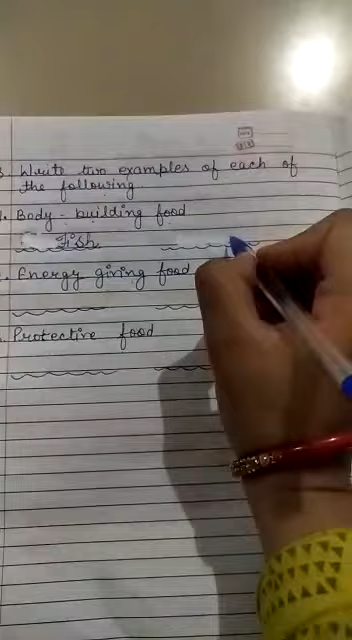 Write two examples of each of
the following
Body - building food
Fish
Energy giving food
Protective food